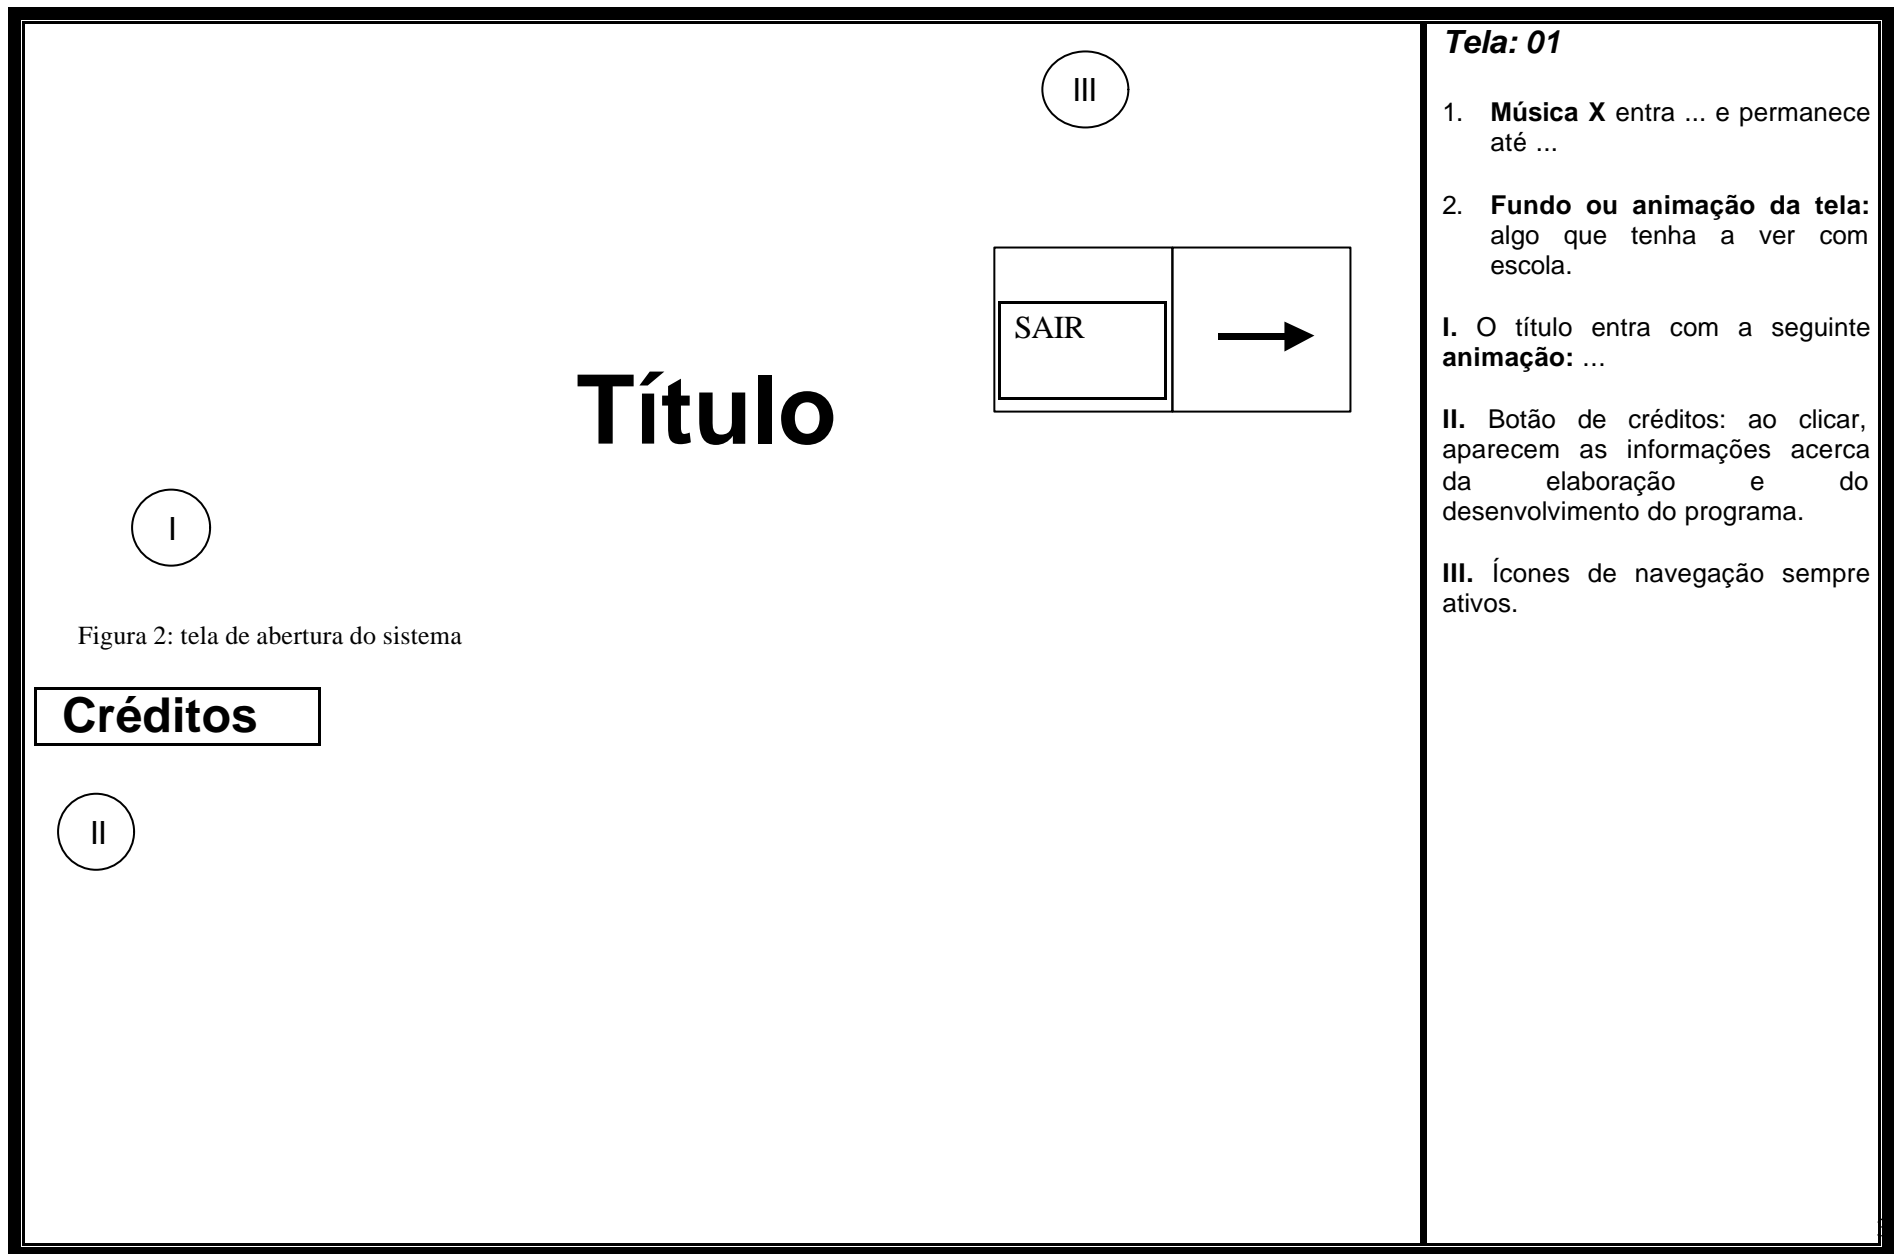 III
SAIR
Título
I
Figura 2: tela de abertura do sistema
Créditos
II
Tela: 01
1. Música X entra ... e permanece
até ...
2. Fundo ou animação da tela:
algo que tenha a ver com
escola.
I. O título entra com a seguinte
animação: ...
II. Botão de créditos: ao clicar,
aparecem as informações acerca
da elaboração e do
desenvolvimento do programa.
III. Ícones de navegação sempre
ativos.